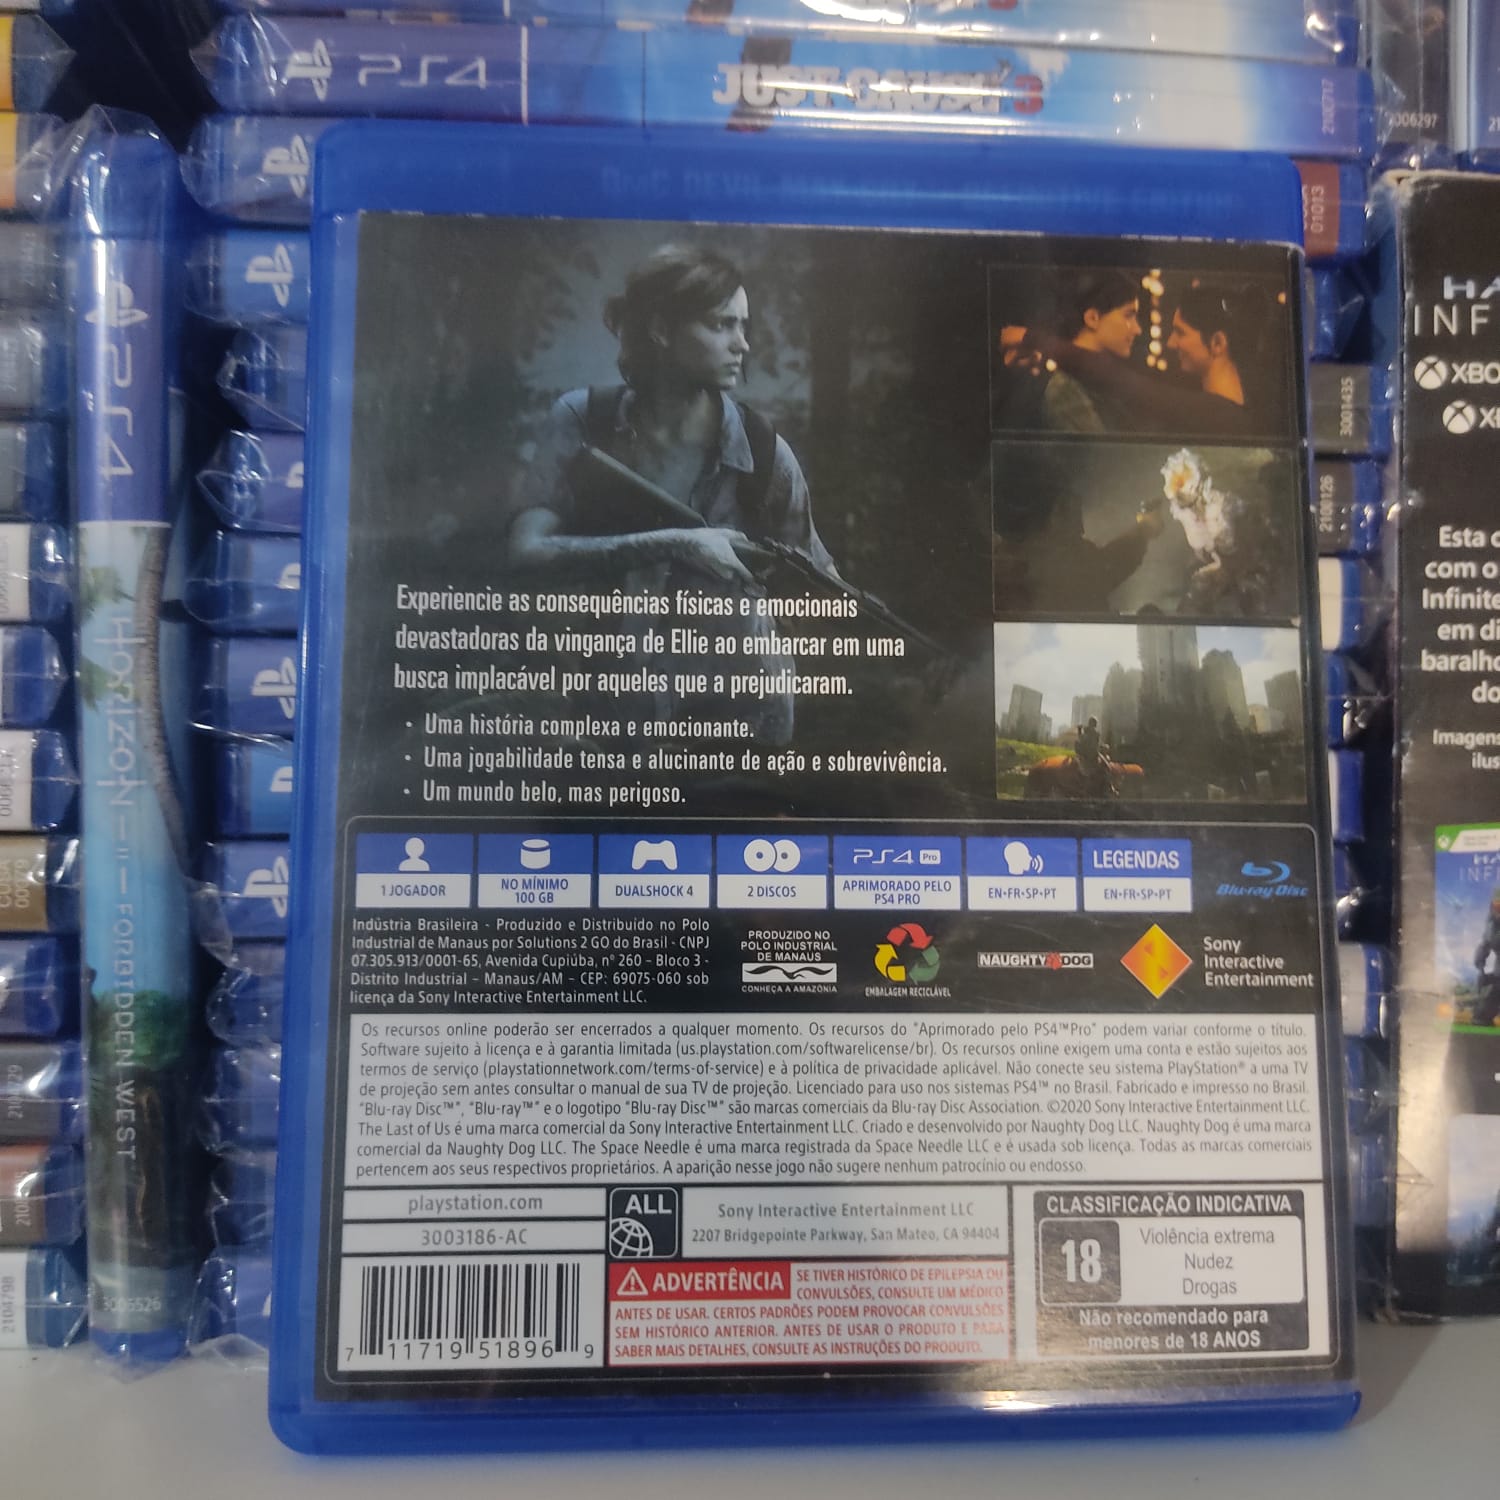 PS4
JUST CAUSE 3
2100717
3006297
01013
PS4
HORIZON
FORBIDDEN WEST
3006526
3001435
2100126
2104798
INF
XBO
Esta
com o
Infinite
em di
baralho
do
Imagens
ilus
Experiencie as consequências físicas e emocionais
devastadoras da vingança de Ellie ao embarcar em uma
busca implacável por aqueles que a prejudicaram.
• Uma história complexa e emocionante.
• Uma jogabilidade tensa e alucinante de ação e sobrevivência.
• Um mundo belo, mas perigoso.
1 JOGADOR
NO MÍNIMO
100 GB
DUALSHOCK 4
2 DISCOS
PS4 Pro
APRIMORADO PELO
PS4 PRO
EN•FR•SP•PT
LEGENDAS
EN•FR•SP•PT
Blu-ray Disc
Indústria Brasileira - Produzido e Distribuído no Polo
Industrial de Manaus por Solutions 2 GO do Brasil - CNPJ
07.305.913/0001-65, Avenida Cupiúba, nº 260 – Bloco 3 -
Distrito Industrial – Manaus/AM – CEP: 69075-060 sob
licença da Sony Interactive Entertainment LLC.
PRODUZIDO NO
POLO INDUSTRIAL
DE MANAUS
CONHEÇA A AMAZÔNIA
EMBALAGEM RECICLÁVEL
NAUGHTY DOG
Sony
Interactive
Entertainment
Os recursos online poderão ser encerrados a qualquer momento. Os recursos do "Aprimorado pelo PS4™Pro" podem variar conforme o título.
Software sujeito à licença e à garantia limitada (us.playstation.com/softwarelicense/br). Os recursos online exigem uma conta e estão sujeitos aos
termos de serviço (playstationnetwork.com/terms-of-service) e à política de privacidade aplicável. Não conecte seu sistema PlayStation® a uma TV
de projeção sem antes consultar o manual de sua TV de projeção. Licenciado para uso nos sistemas PS4™ no Brasil. Fabricado e impresso no Brasil.
"Blu-ray Disc™", "Blu-ray™" e o logotipo "Blu-ray Disc™" são marcas comerciais da Blu-ray Disc Association. ©2020 Sony Interactive Entertainment LLC.
The Last of Us é uma marca comercial da Sony Interactive Entertainment LLC. Criado e desenvolvido por Naughty Dog LLC. Naughty Dog é uma marca
comercial da Naughty Dog LLC. The Space Needle é uma marca registrada da Space Needle LLC e é usada sob licença. Todas as marcas comerciais
pertencem aos seus respectivos proprietários. A aparição nesse jogo não sugere nenhum patrocínio ou endosso.
playstation.com
3003186-AC
ALL
Sony Interactive Entertainment LLC
2207 Bridgepointe Parkway, San Mateo, CA 94404
7 11719 51896 9
ADVERTÊNCIA SE TIVER HISTÓRICO DE EPILEPSIA OU
CONVULSÕES, CONSULTE UM MÉDICO
ANTES DE USAR. CERTOS PADRÕES PODEM PROVOCAR CONVULSÕES
SEM HISTÓRICO ANTERIOR. ANTES DE USAR O PRODUTO E PARA
SABER MAIS DETALHES, CONSULTE AS INSTRUÇÕES DO PRODUTO.
CLASSIFICAÇÃO INDICATIVA
18
Violência extrema
Nudez
Drogas
Não recomendado para
menores de 18 ANOS